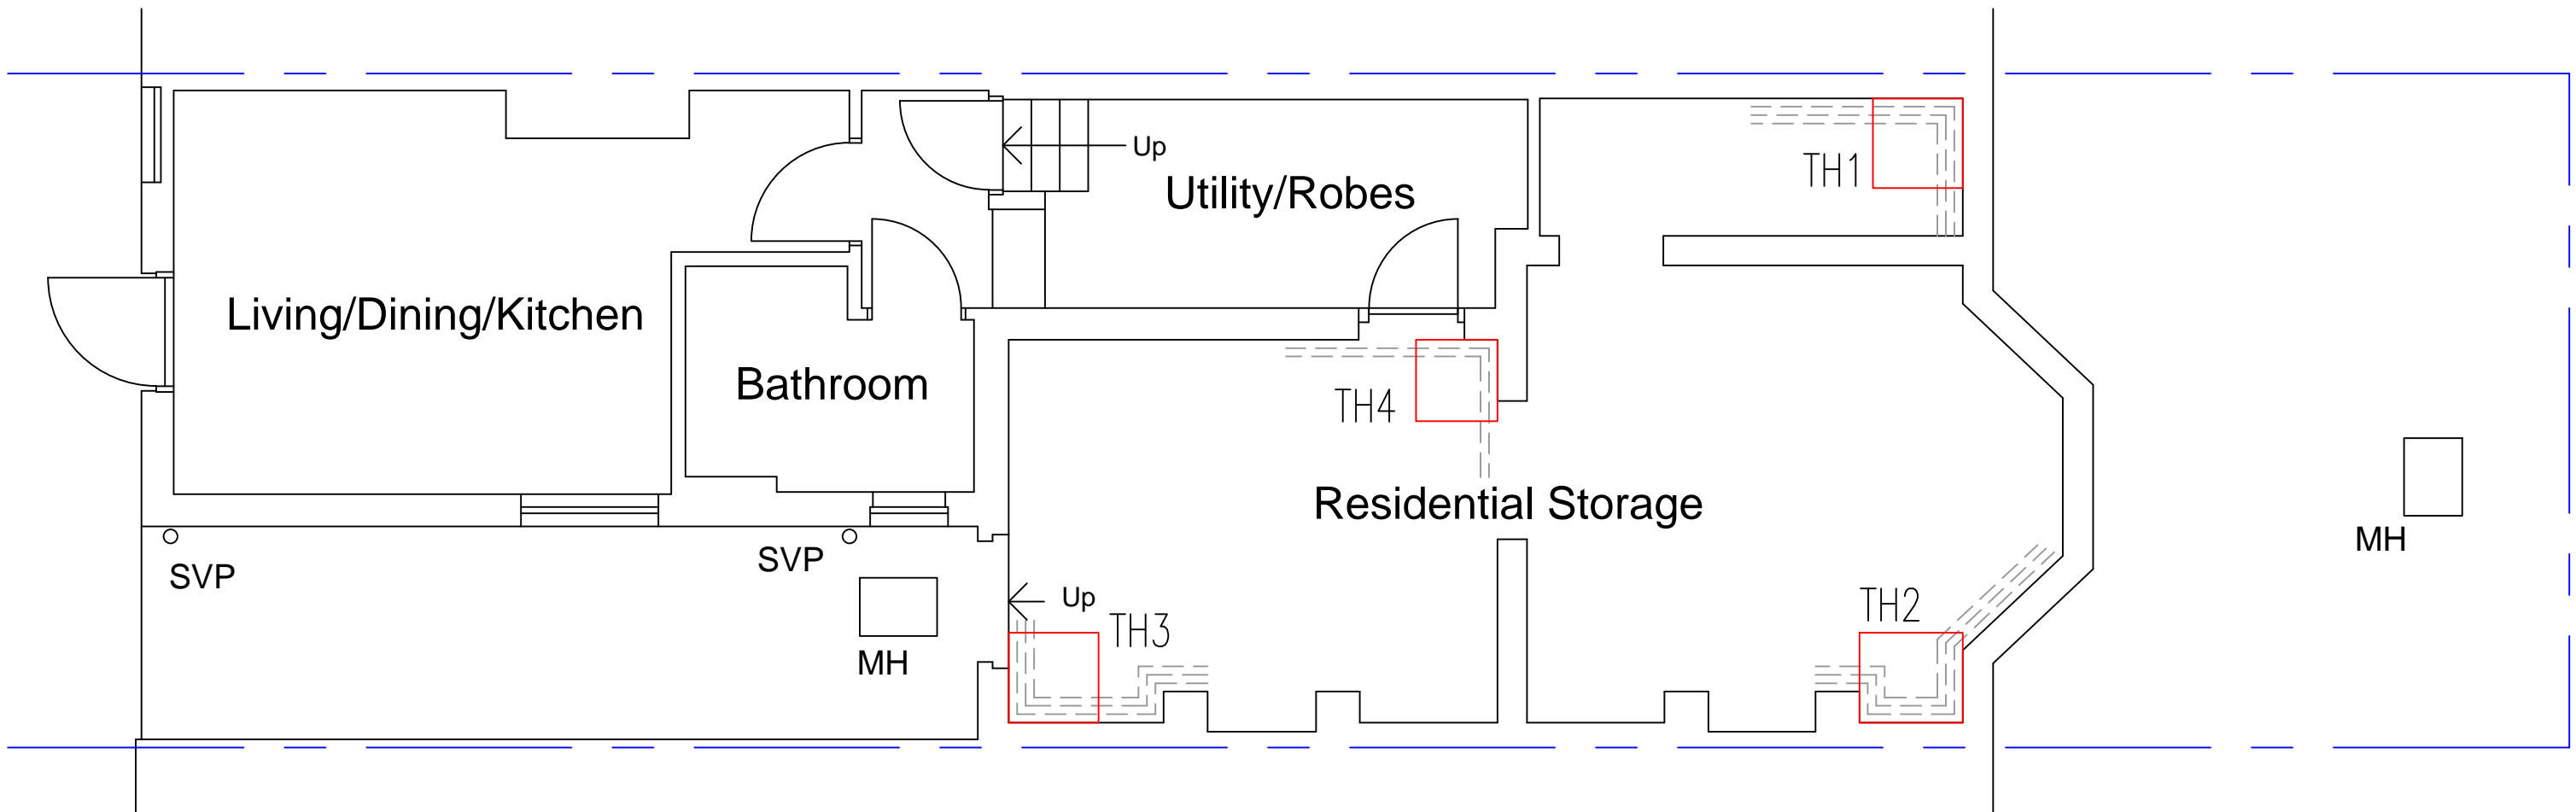 Up
TH1
Utility/Robes
Living/Dining/Kitchen
Bathroom
TH4
Residential Storage
MH
SVP
SVP
Up
TH3
TH2
MH